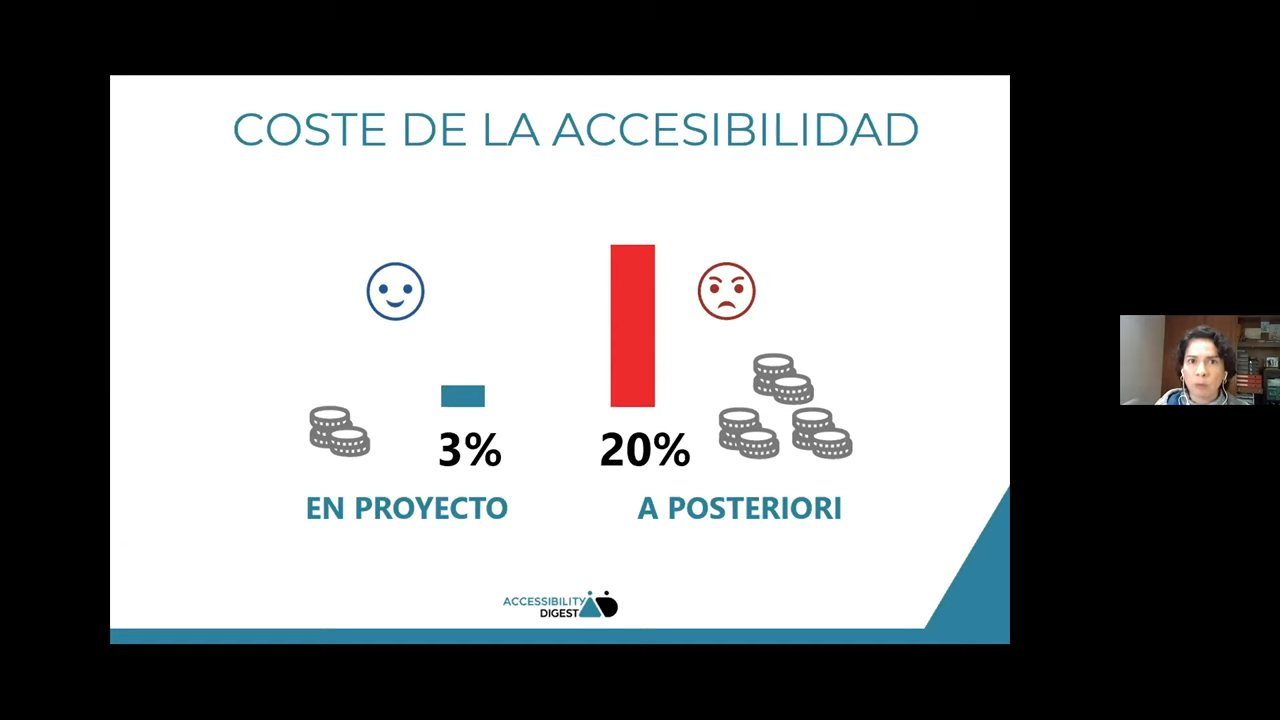 COSTE DE LA ACCESIBILIDAD
3%
20%
EN PROYECTO
A POSTERIORI
ACCESSIBILITY
DIGEST